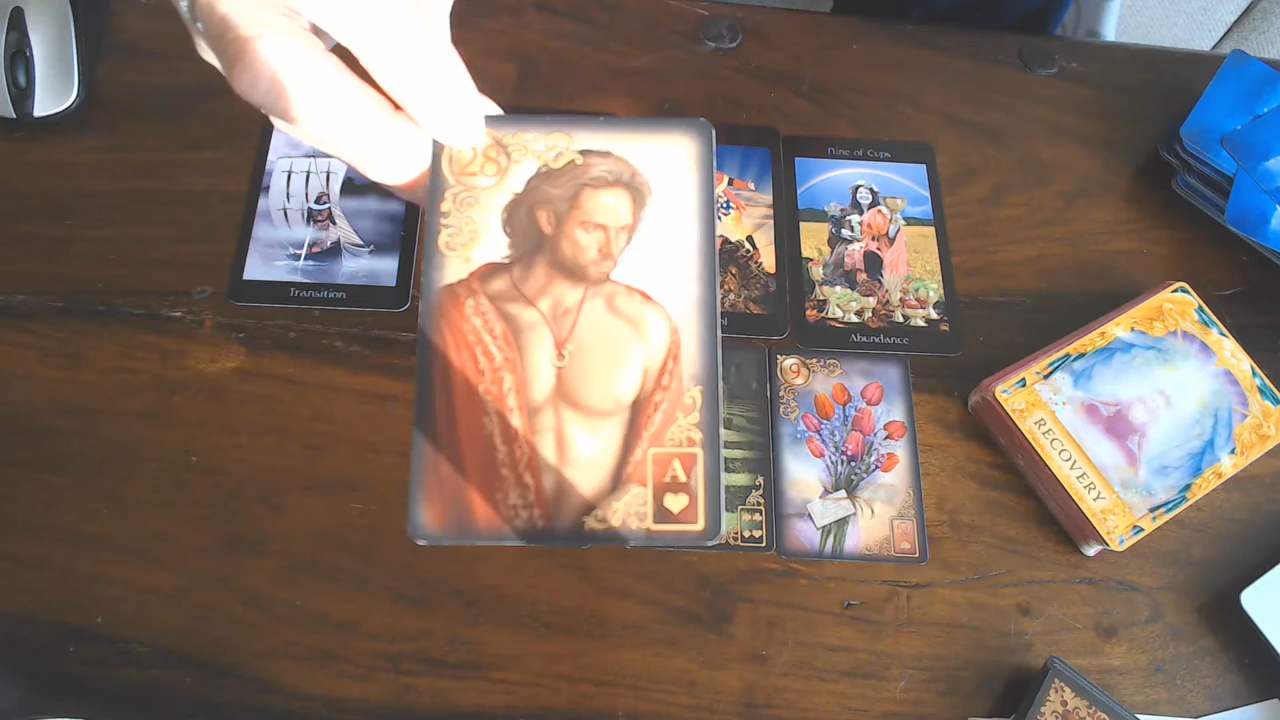 28
A
Transition
Nine of Cups
Abundance
9
RECOVERY